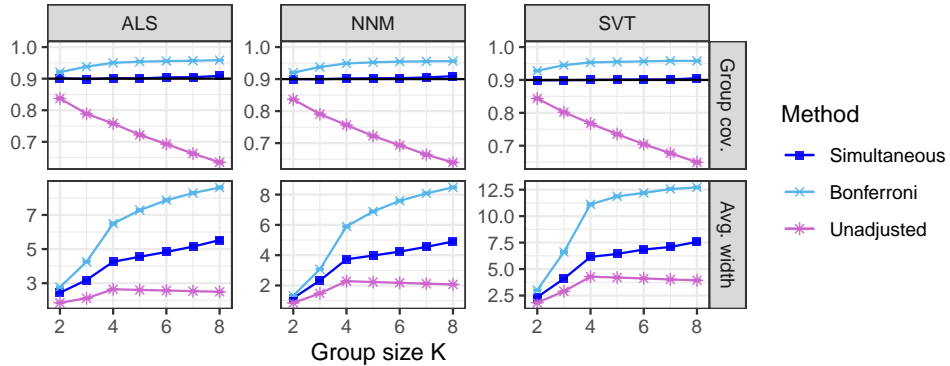 ALS NNM SVT
1.0 1.0 1.0
0.9 0.9 0.9
0.8 0.8 0.8
0.7 0.7 0.7
Group cov.
7 8 12.5
5 6 10.0
3 4 7.5
2 5.0
2.5
Avg. width
2 4 6 8 2 4 6 8 2 4 6 8
Group size K
Method
Simultaneous
Bonferroni
Unadjusted